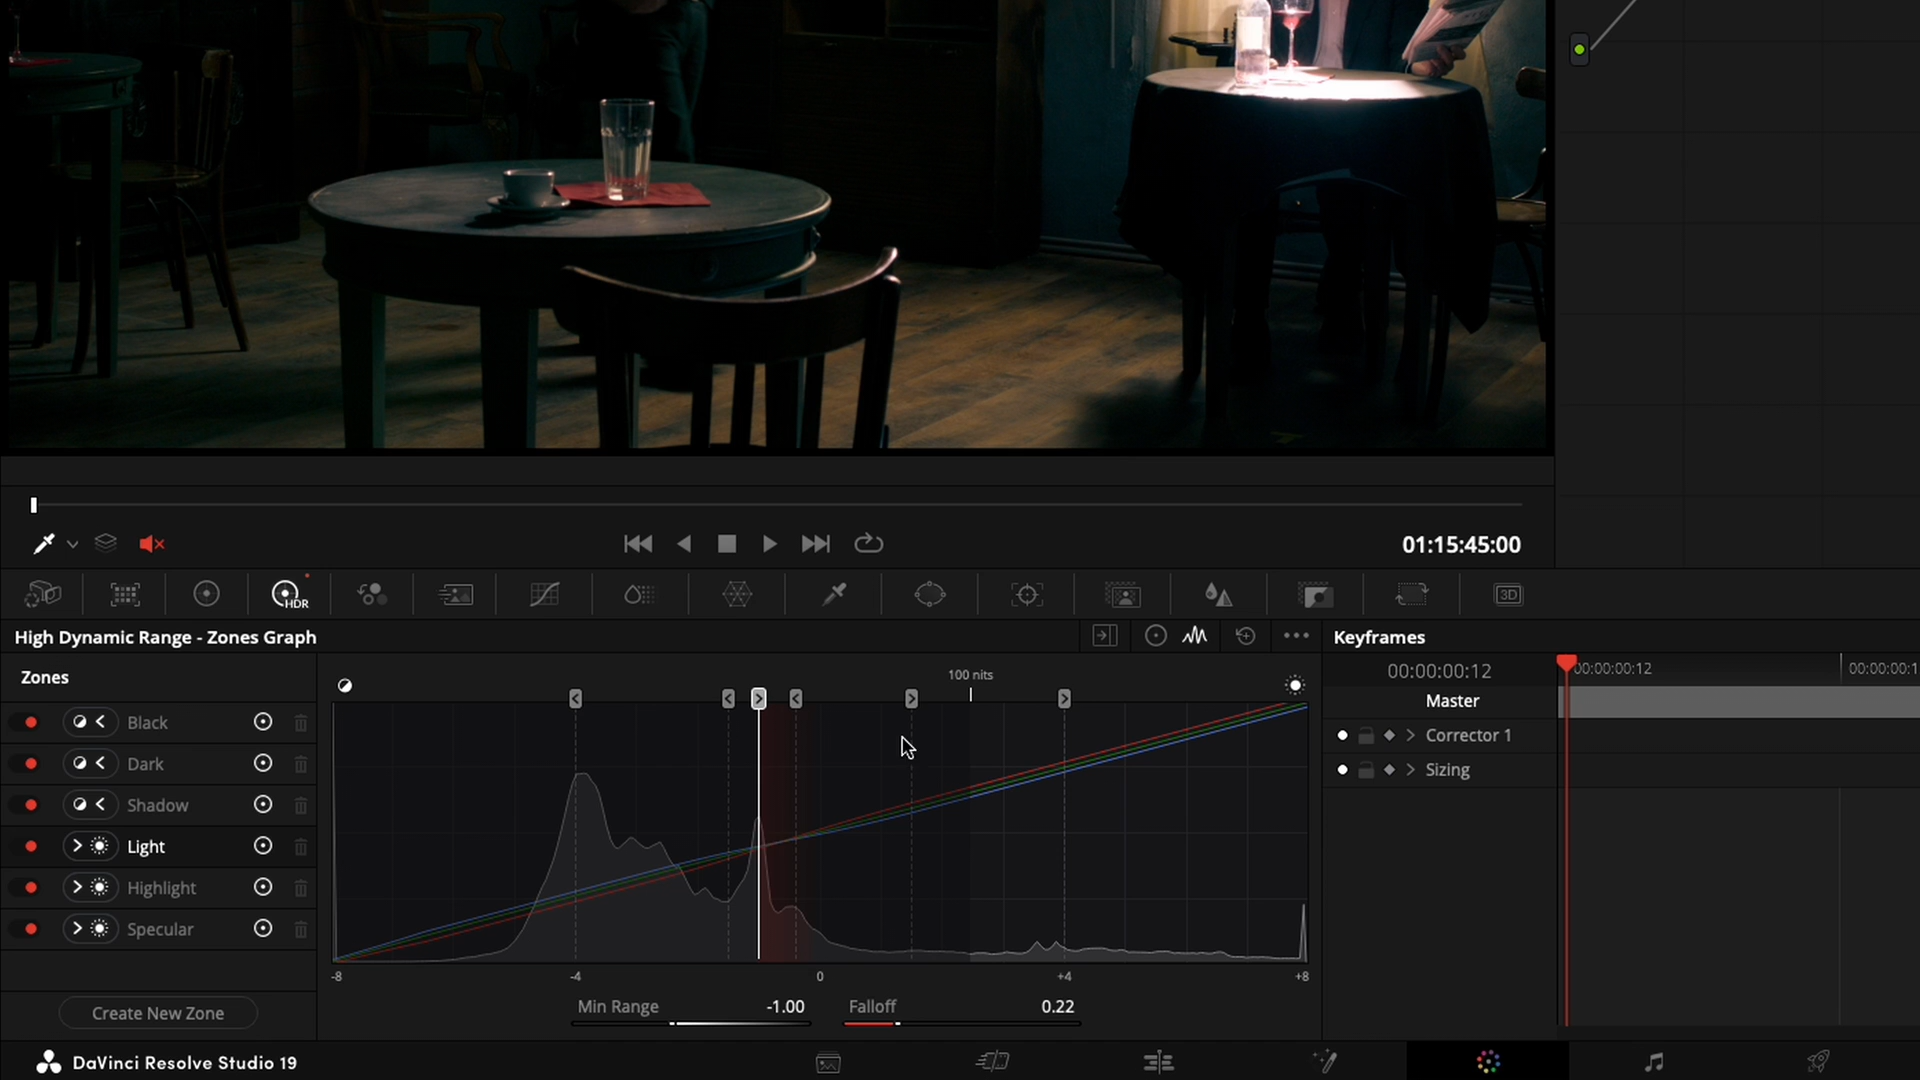 01:15:45:00
HDR
3D
High Dynamic Range - Zones Graph
Keyframes
Zones
100 nits
00:00:00:12
00:00:00:12
00:00:00:1
Master
Black
Corrector 1
Dark
Sizing
Shadow
Light
Highlight
Specular
-8
-4
0
+4
+8
Min Range
-1.00
Falloff
0.22
Create New Zone
DaVinci Resolve Studio 19